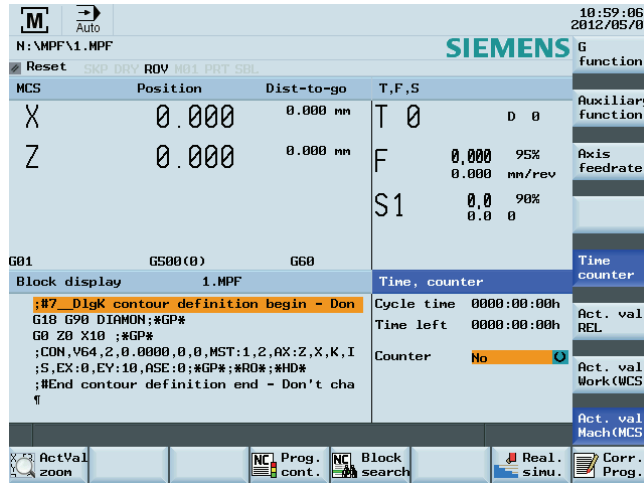 M Auto 10:59:06
2012/05/0
N:\MPF\1.MPF SIEMENS
Reset SKP DRY ROV M01 PRT SBL
G function
MCS Position Dist-to-go T,F,S
Auxiliary function
X 0.000 0.000 mm T 0 D 0
Z 0.000 0.000 mm F 0.000 95%
0.000 mm/rev
Axis feedrate
S1 0.0 90%
0.0 0
G01 G500(0) G60
Time counter
Block display 1.MPF Time, counter
;#7__DlgK contour definition begin - Don Cycle time 0000:00:00h
G18 G90 DIAMON;*GP* Time left 0000:00:00h
Act. val REL
G0 Z0 X10 ;*GP*
;CON,V64,2,0.0000,0,0,MST:1,2,AX:Z,X,K,I Counter No
;S,EX:0,EY:10,ASE:0;*GP*;*RO*;*HD*
Act. val Work(WCS
;#End contour definition end - Don't cha
¶
Act. val Mach(MCS
ActVal zoom NC Prog. cont. NC Block search Real. simu. Corr. Prog.